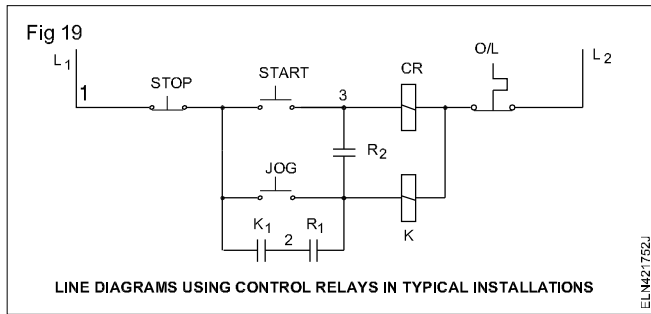 Fig 19
L1
1
STOP
START
3
CR
O/L
L2
R2
JOG
K1
2
R1
K
LINE DIAGRAMS USING CONTROL RELAYS IN TYPICAL INSTALLATIONS
ELN421752J